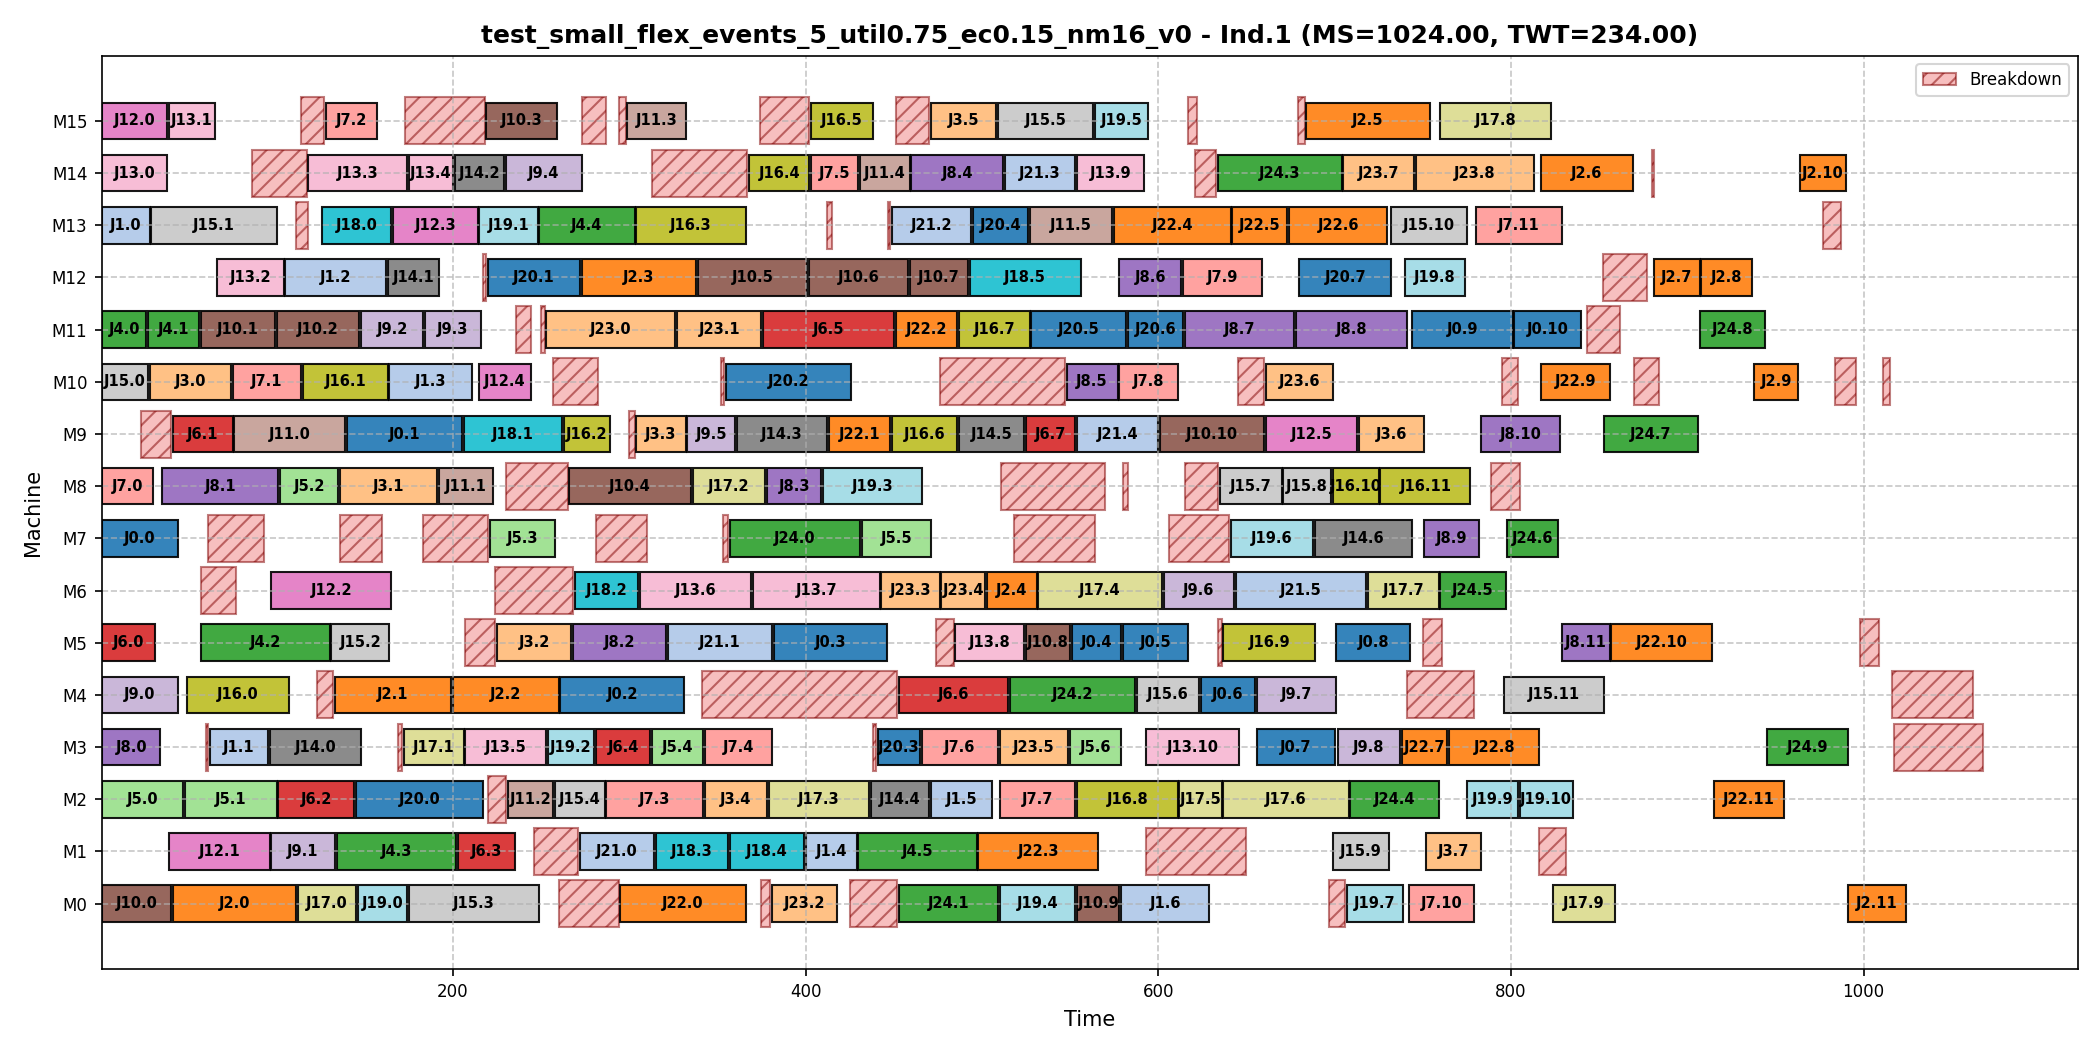 test_small_flex_events_5_util0.75_ec0.15_nm16_v0 - Ind.1 (MS=1024.00, TWT=234.00)
Breakdown
M15 J12.0 J13.1 J7.2 J10.3 J11.3 J16.5 J3.5 J15.5 J19.5 J2.5 J17.8
M14 J13.0 J13.3 J13.4 J14.2 J9.4 J16.4 J7.5 J11.4 J8.4 J21.3 J13.9 J24.3 J23.7 J23.8 J2.6 J2.10
M13 J1.0 J15.1 J18.0 J12.3 J19.1 J4.4 J16.3 J21.2 J20.4 J11.5 J22.4 J22.5 J22.6 J15.10 J7.11
M12 J13.2 J1.2 J14.1 J20.1 J2.3 J10.5 J10.6 J10.7 J18.5 J8.6 J7.9 J20.7 J19.8 J2.7 J2.8
M11 J4.0 J4.1 J10.1 J10.2 J9.2 J9.3 J23.0 J23.1 J6.5 J22.2 J16.7 J20.5 J20.6 J8.7 J8.8 J0.9 J0.10 J24.8
M10 J15.0 J3.0 J7.1 J16.1 J1.3 J12.4 J20.2 J8.5 J7.8 J23.6 J22.9 J2.9
M9 J6.1 J11.0 J0.1 J18.1 J16.2 J3.3 J9.5 J14.3 J22.1 J16.6 J14.5 J6.7 J21.4 J10.10 J12.5 J3.6 J8.10 J24.7
M8 J7.0 J8.1 J5.2 J3.1 J11.1 J10.4 J17.2 J8.3 J19.3 J15.7 J15.8 J16.10 J16.11
M7 J0.0 J5.3 J24.0 J5.5 J19.6 J14.6 J8.9 J24.6
M6 J12.2 J18.2 J13.6 J13.7 J23.3 J23.4 J2.4 J17.4 J9.6 J21.5 J17.7 J24.5
M5 J6.0 J4.2 J15.2 J3.2 J8.2 J21.1 J0.3 J13.8 J10.8 J0.4 J0.5 J16.9 J0.8 J8.11 J22.10
M4 J9.0 J16.0 J2.1 J2.2 J0.2 J6.6 J24.2 J15.6 J0.6 J9.7 J15.11
M3 J8.0 J1.1 J14.0 J17.1 J13.5 J19.2 J6.4 J5.4 J7.4 J20.3 J7.6 J23.5 J5.6 J13.10 J0.7 J9.8 J22.7 J22.8 J24.9
M2 J5.0 J5.1 J6.2 J20.0 J11.2 J15.4 J7.3 J3.4 J17.3 J14.4 J1.5 J7.7 J16.8 J17.5 J17.6 J24.4 J19.9 J19.10 J22.11
M1 J12.1 J9.1 J4.3 J6.3 J21.0 J18.3 J18.4 J1.4 J4.5 J22.3 J15.9 J3.7
M0 J10.0 J2.0 J17.0 J19.0 J15.3 J22.0 J23.2 J24.1 J19.4 J10.9 J1.6 J19.7 J7.10 J17.9 J2.11
Machine
200 400 600 800 1000
Time